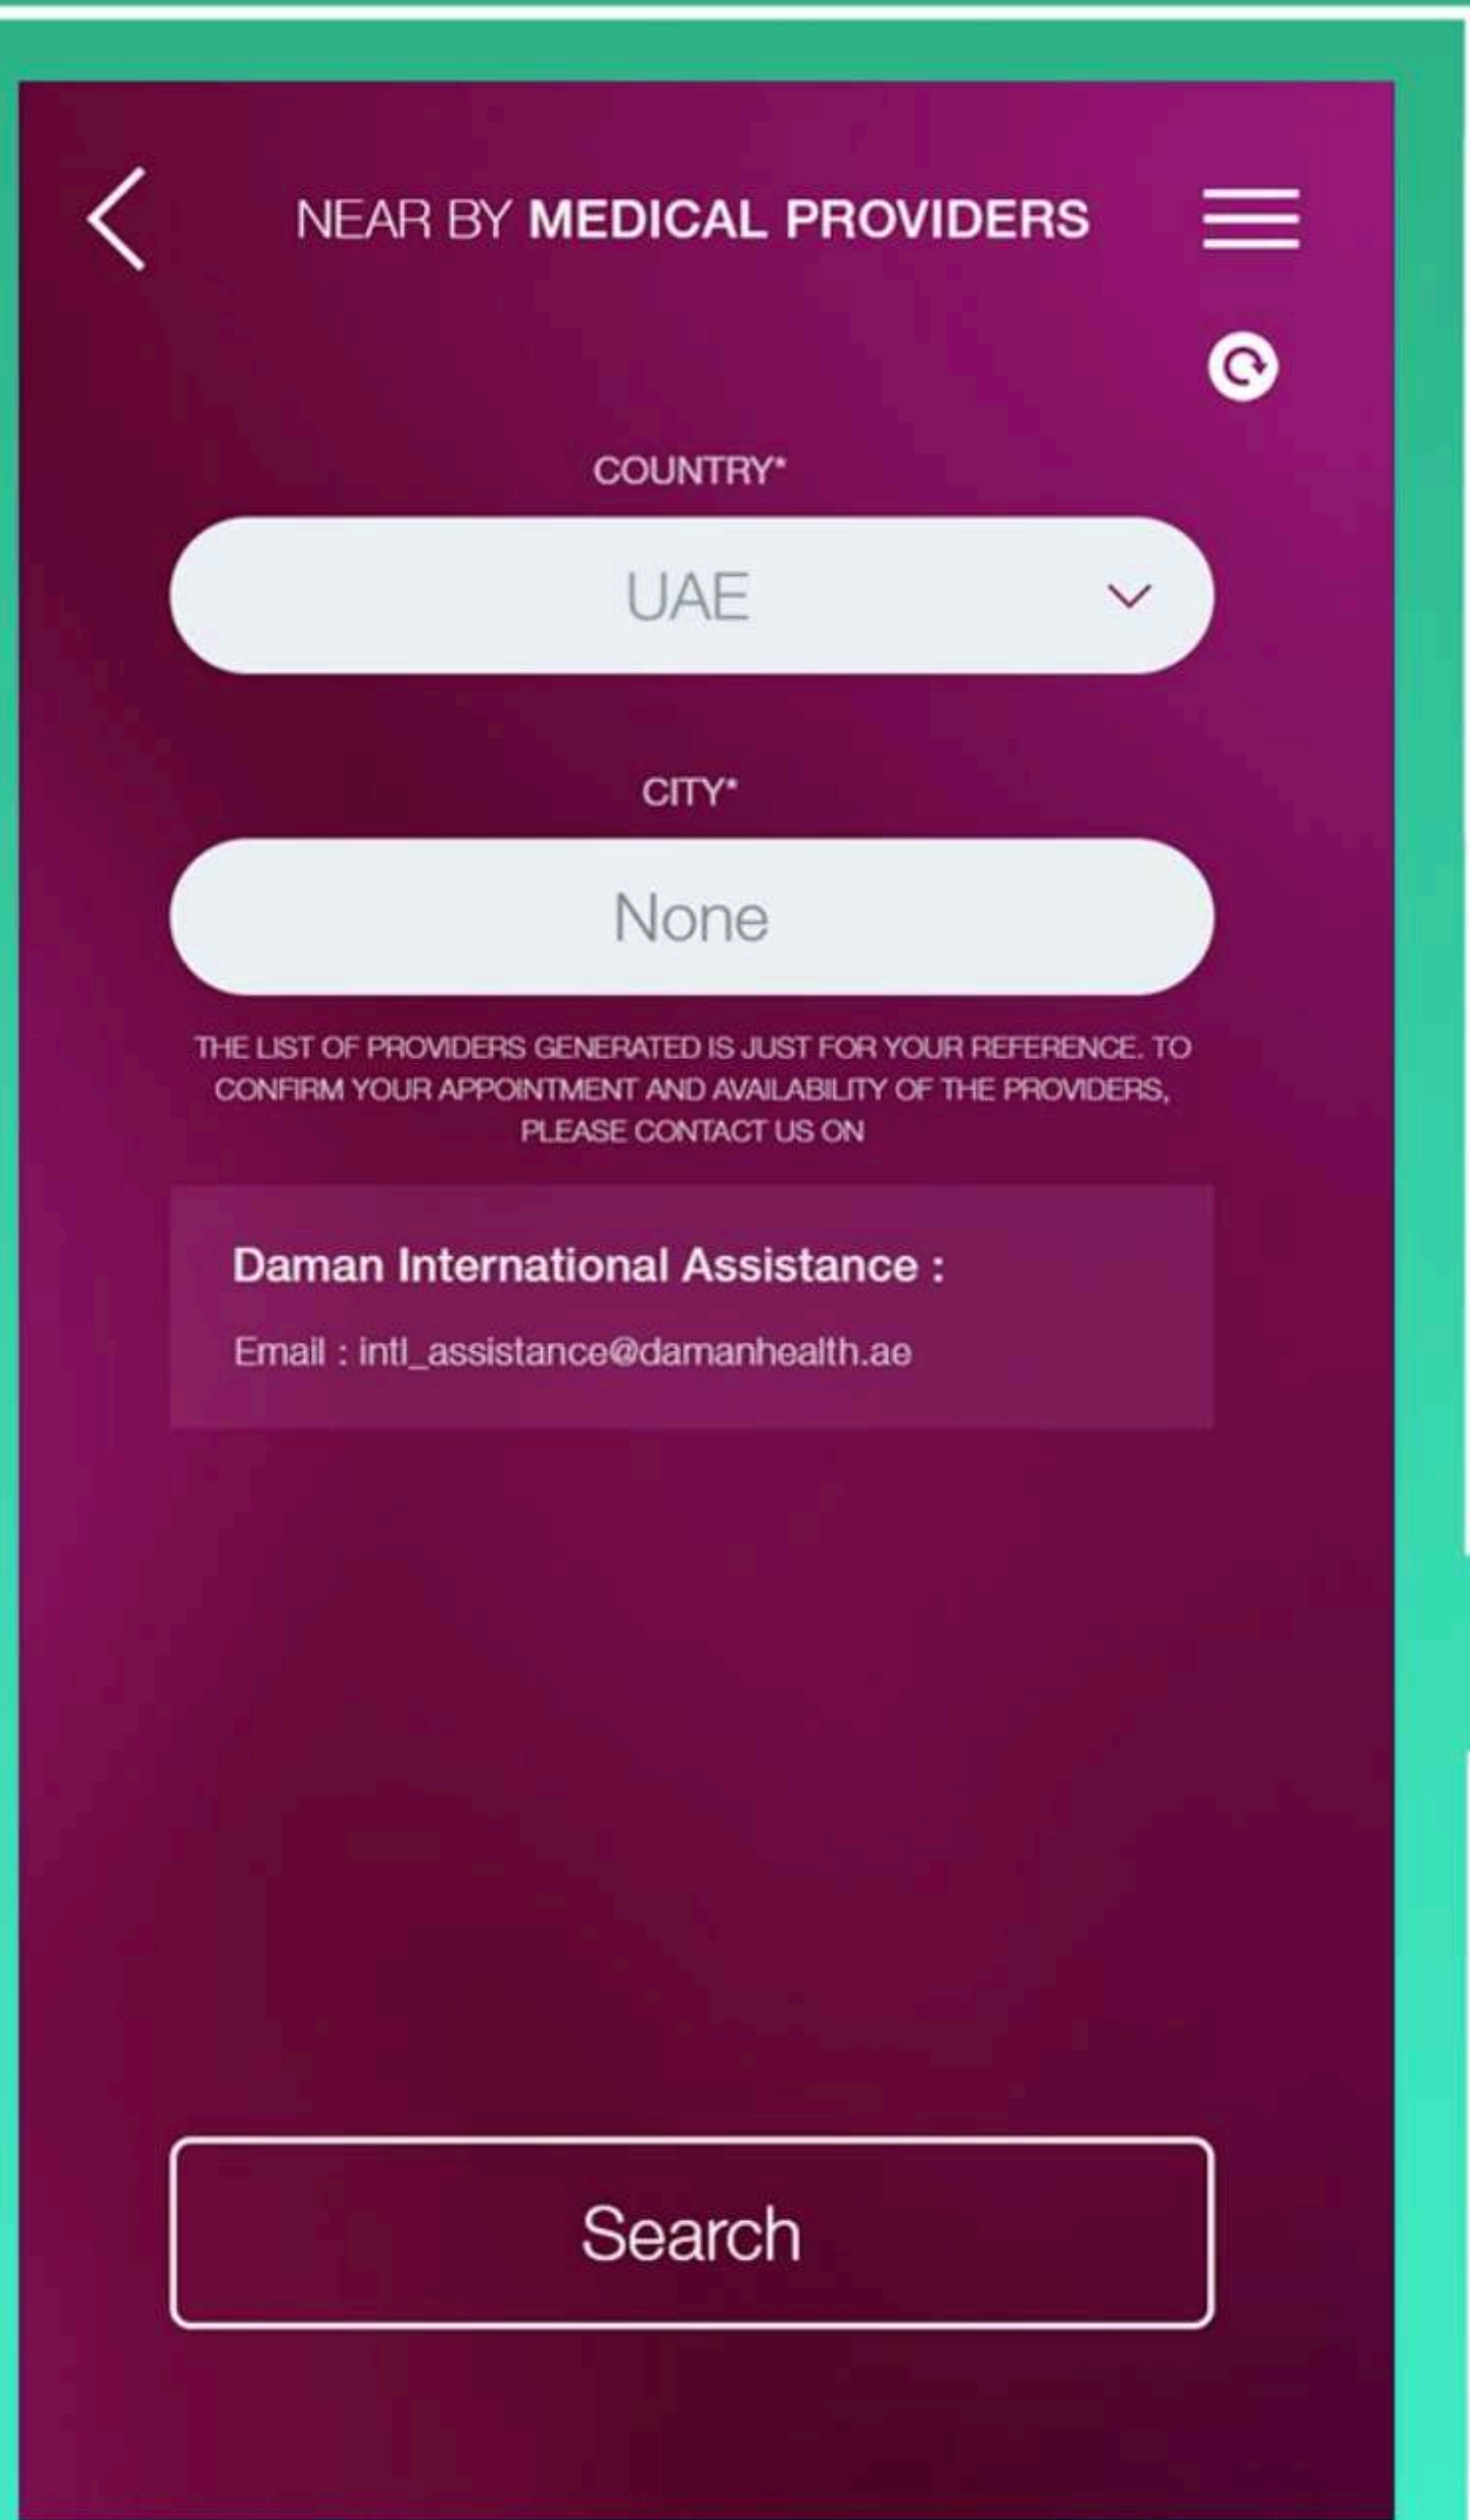 NEAR BY MEDICAL PROVIDERS
COUNTRY*
UAE
CITY*
None
THE LIST OF PROVIDERS GENERATED IS JUST FOR YOUR REFERENCE. TO
CONFIRM YOUR APPOINTMENT AND AVAILABILITY OF THE PROVIDERS,
PLEASE CONTACT US ON
Daman International Assistance :
Email : intl_assistance@damanhealth.ae
Search